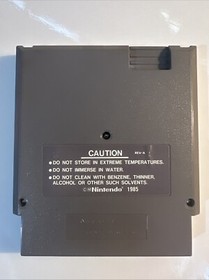 CAUTION REV-A
• DO NOT STORE IN EXTREME TEMPERATURES.
• DO NOT IMMERSE IN WATER.
• DO NOT CLEAN WITH BENZENE, THINNER,
ALCOHOL OR OTHER SUCH SOLVENTS.
©Nintendo 1985